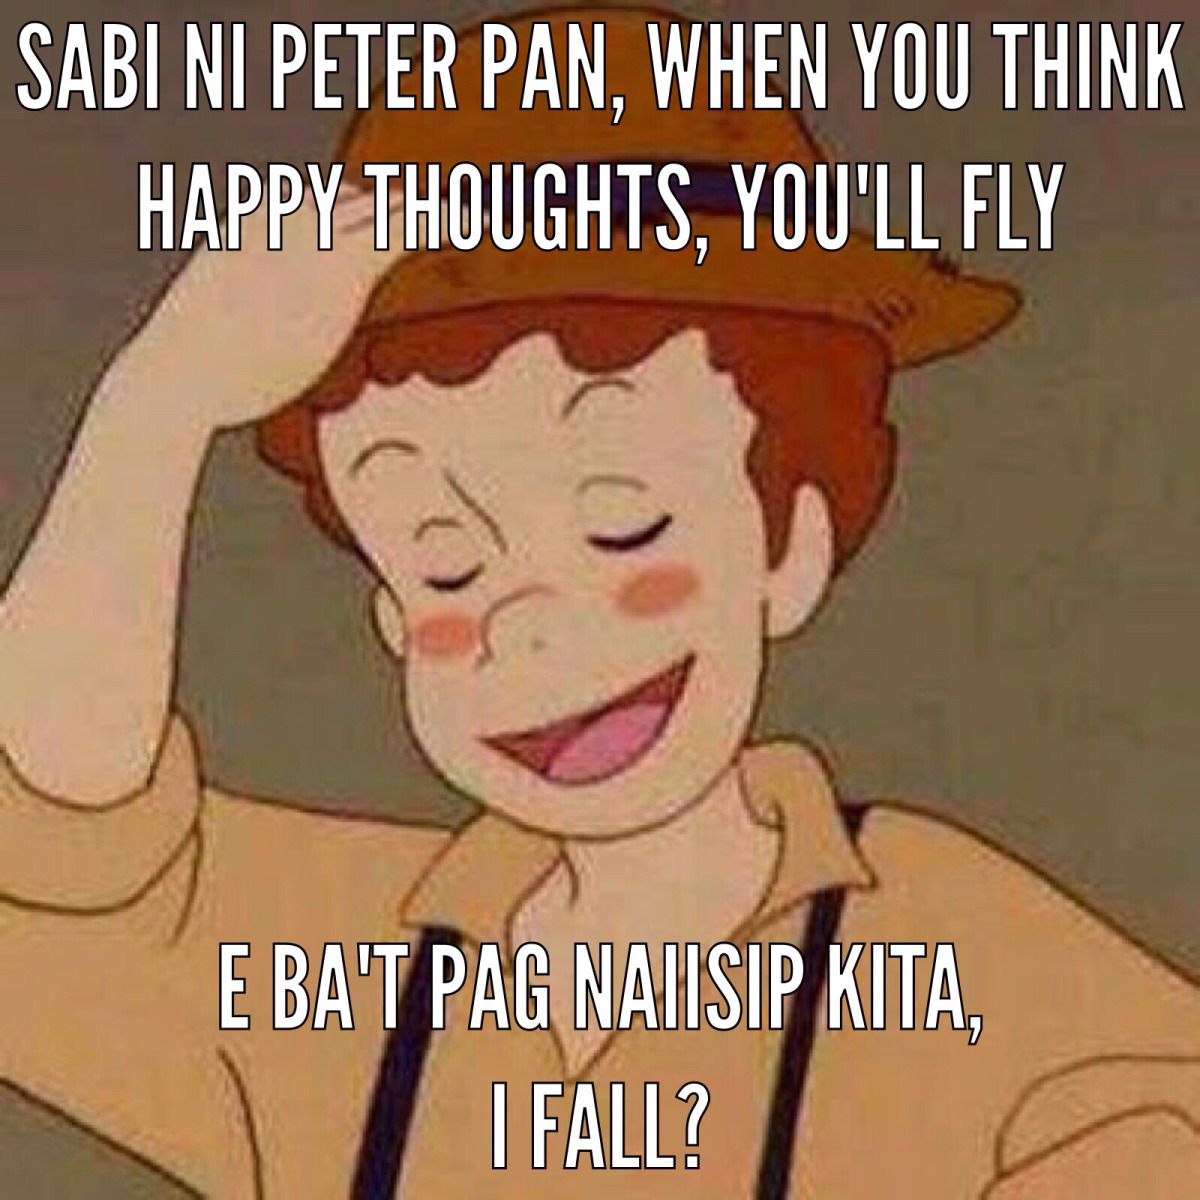 SABI NI PETER PAN, WHEN YOU THINK
HAPPY THOUGHTS, YOU'LL FLY
E BA'T PAG NAIISIP KITA,
I FALL?